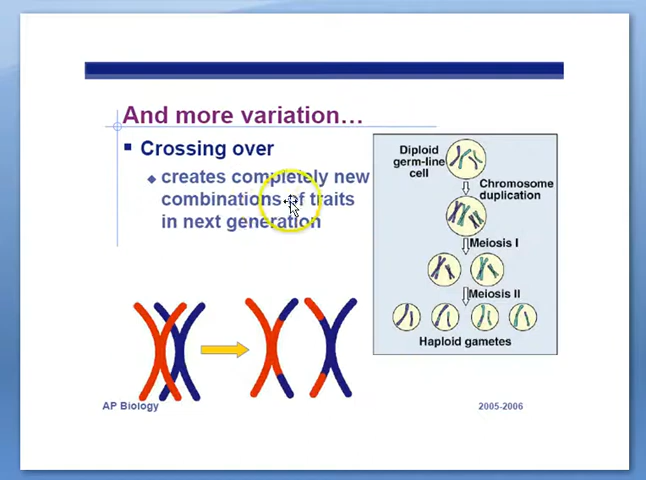 And more variation…
Crossing over
creates completely new
combinations of traits
in next generation
Diploid
germ-line
cell
Chromosome
duplication
Meiosis I
Meiosis II
Haploid gametes
AP Biology
2005-2006